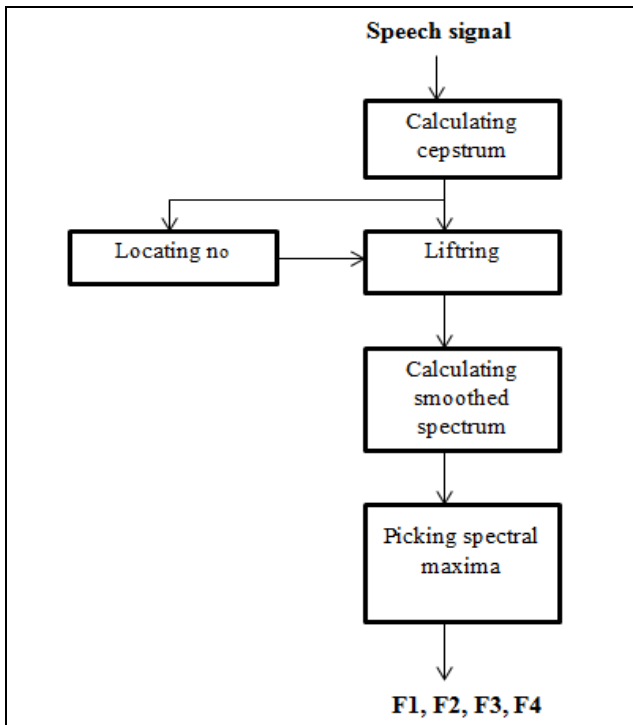 Speech signal
Calculating
cepstrum
Locating no
Liftring
Calculating
smoothed
spectrum
Picking spectral
maxima
F1, F2, F3, F4